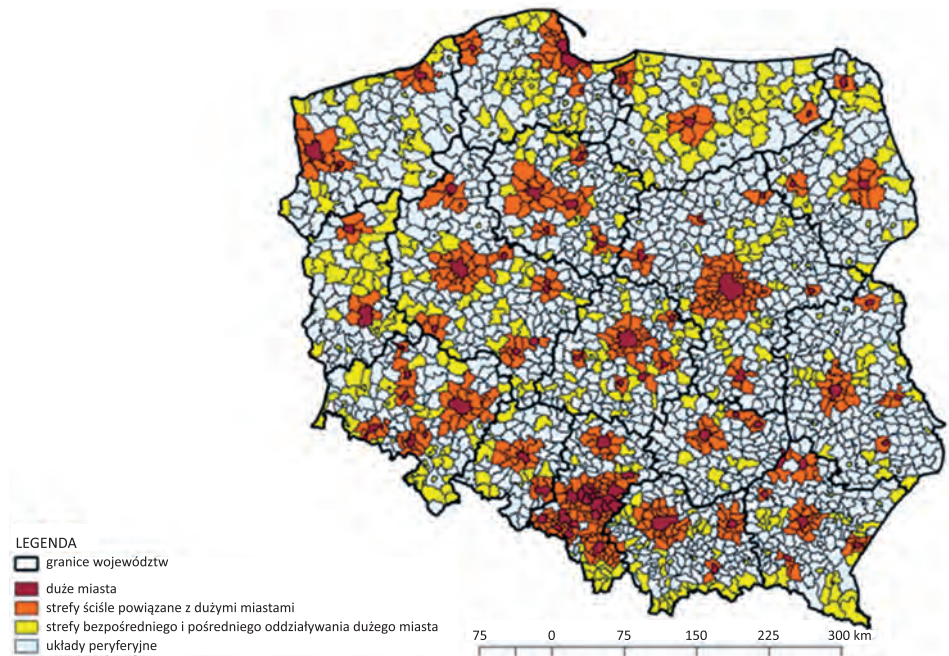 LEGENDA
granice województw
duże miasta
strefy ściśle powiązane z dużymi miastami
strefy bezpośredniego i pośredniego oddziaływania dużego miasta
układy peryferyjne
75 0 75 150 225 300 km